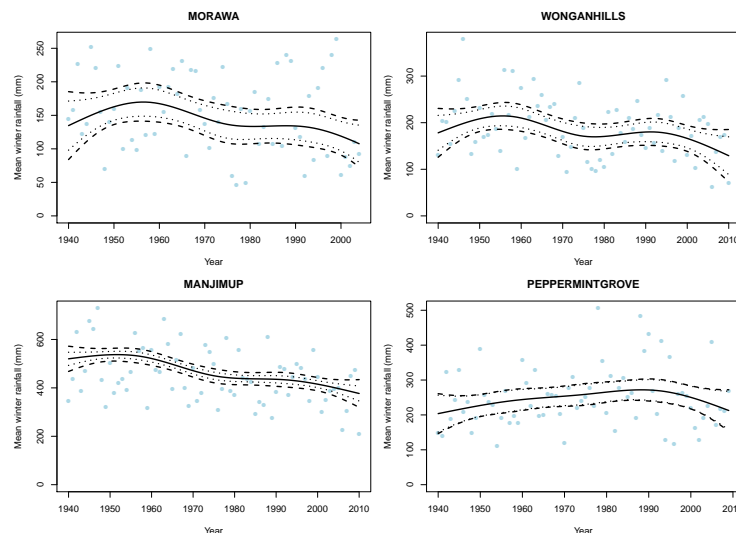 MORAWA
Mean winter rainfall (mm)
0 50 100 150 200 250
1940 1950 1960 1970 1980 1990 2000
Year
WONGANHILLS
Mean winter rainfall (mm)
0 100 200 300
1940 1950 1960 1970 1980 1990 2000 2010
Year
MANJIMUP
Mean winter rainfall (mm)
0 200 400 600
1940 1950 1960 1970 1980 1990 2000 2010
Year
PEPPERMINTGROVE
Mean winter rainfall (mm)
0 100 200 300 400 500
1940 1950 1960 1970 1980 1990 2000 2010
Year